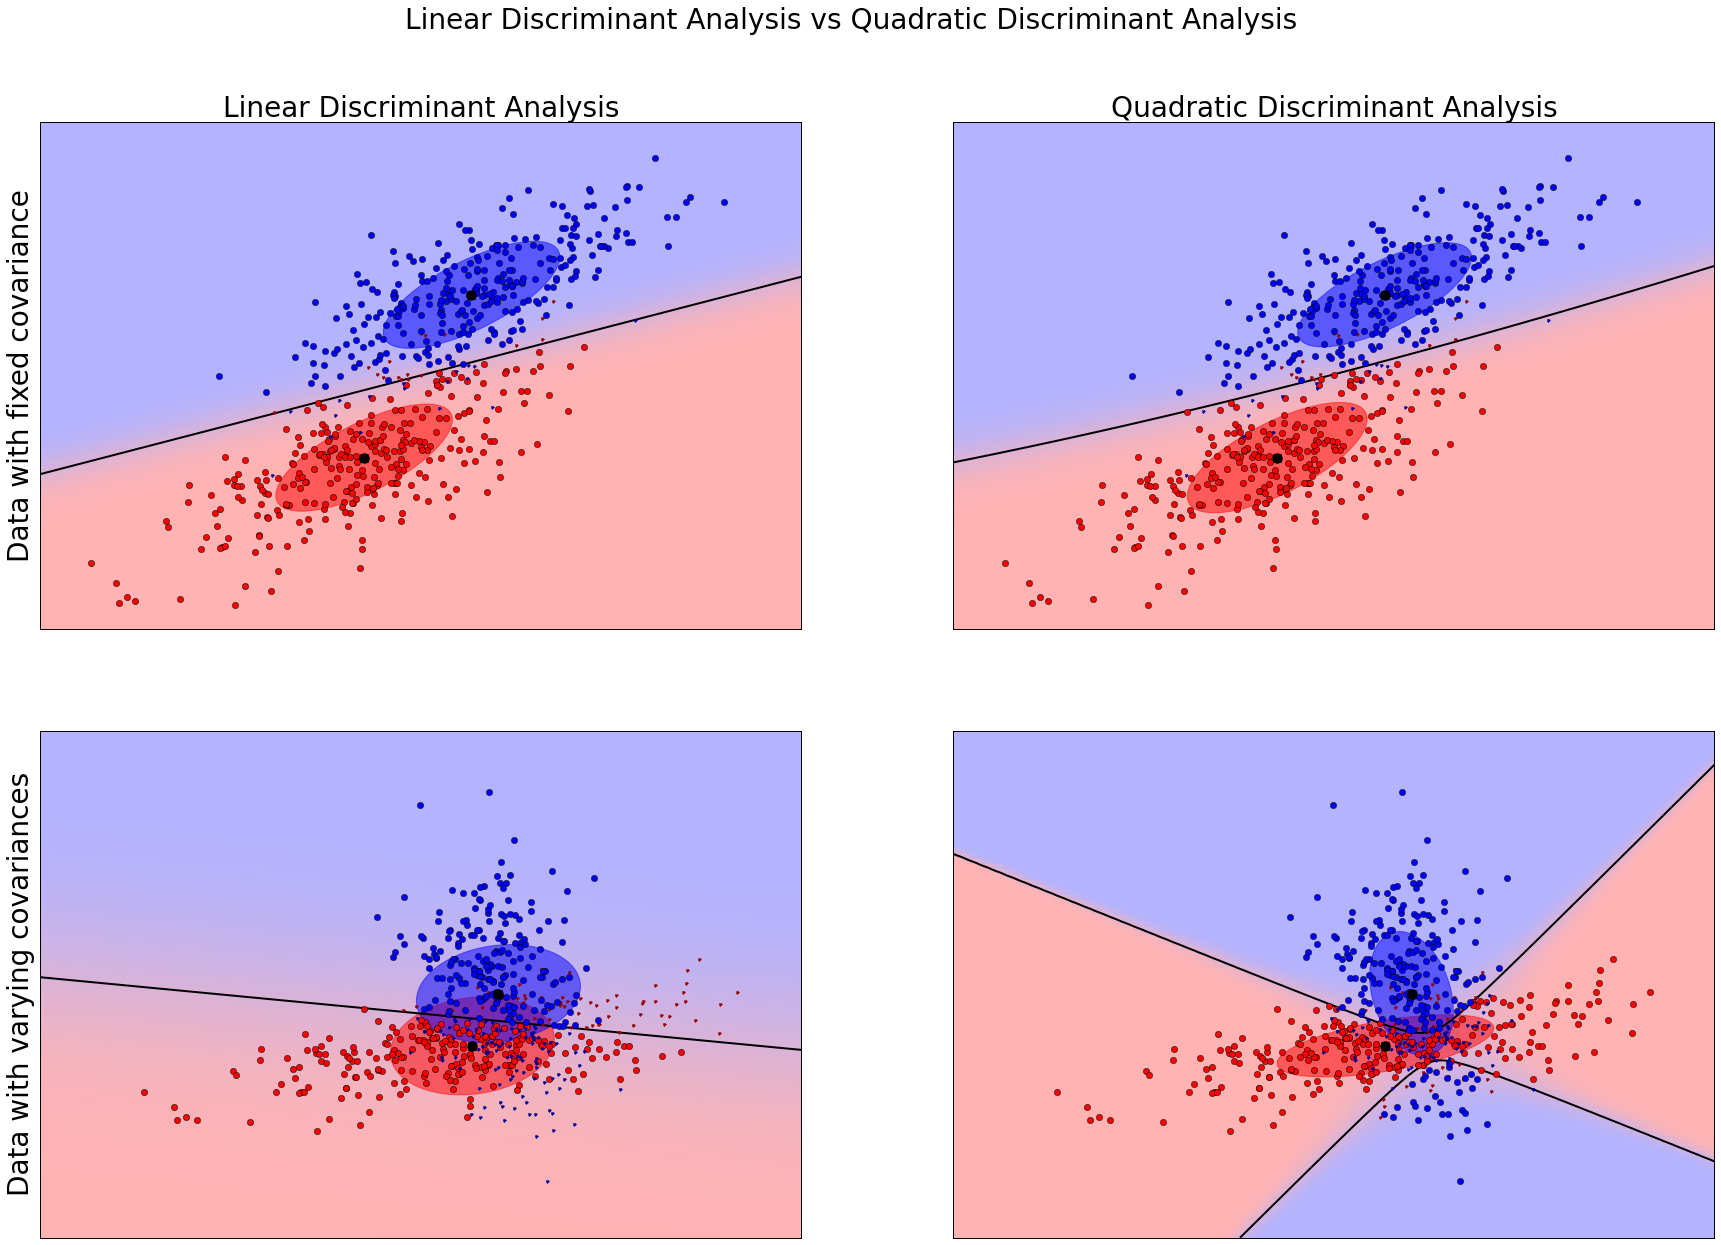 Linear Discriminant Analysis vs Quadratic Discriminant Analysis
Linear Discriminant Analysis
Quadratic Discriminant Analysis
Data with fixed covariance
Data with varying covariances